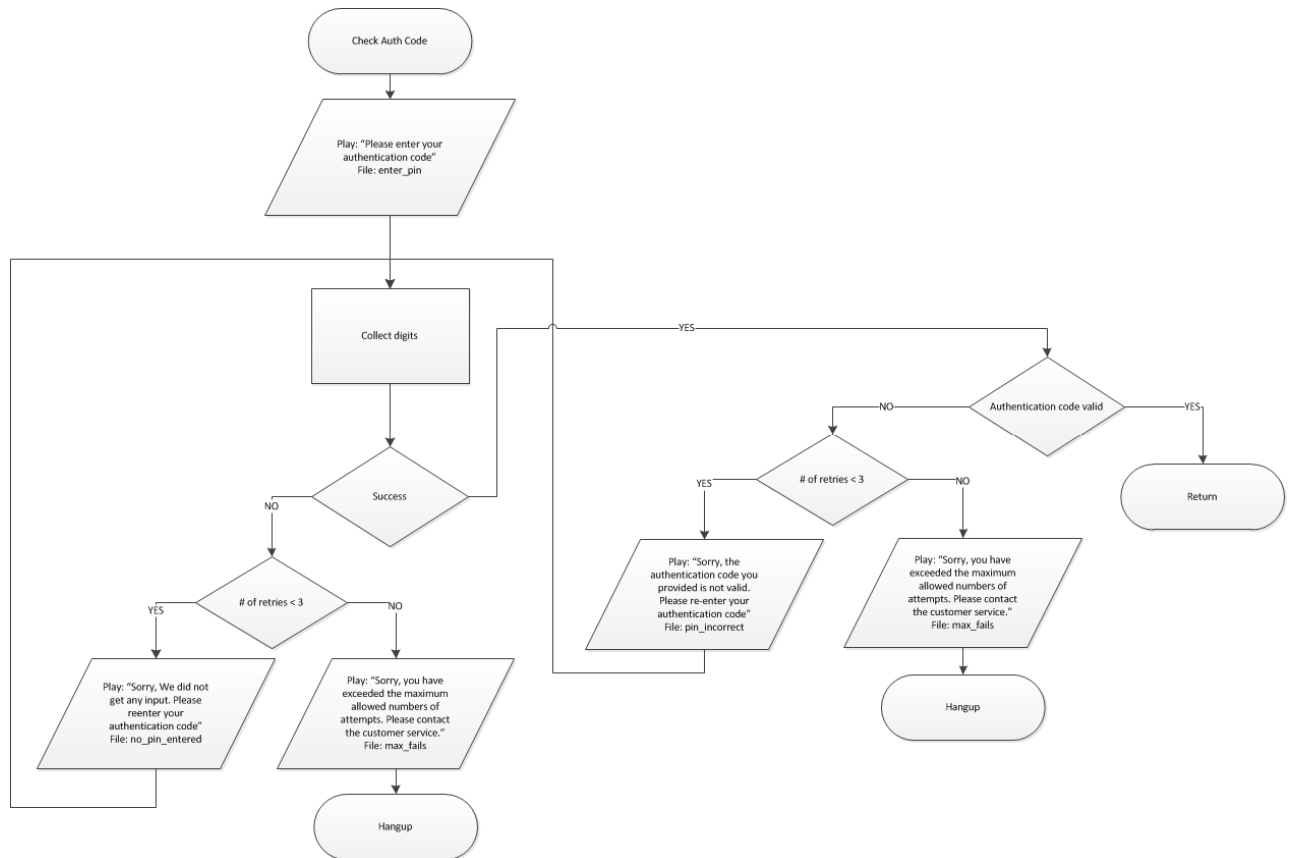 Check Auth Code
Play: “Please enter your
authentication code”
File: enter_pin
Collect digits
YES
Authentication code valid
NO
YES
Success
# of retries < 3
Return
NO
YES
NO
Play: “Sorry, the
authentication code you
provided is not valid.
Please re-enter your
authentication code”
File: pin_incorrect
Play: “Sorry, you have
exceeded the maximum
allowed numbers of
attempts. Please contact
the customer service.”
File: max_fails
# of retries < 3
YES
NO
Play: “Sorry, We did not
get any input. Please
reenter your
authentication code”
File: no_pin_entered
Play: “Sorry, you have
exceeded the maximum
allowed numbers of
attempts. Please contact
the customer service.”
File: max_fails
Hangup
Hangup